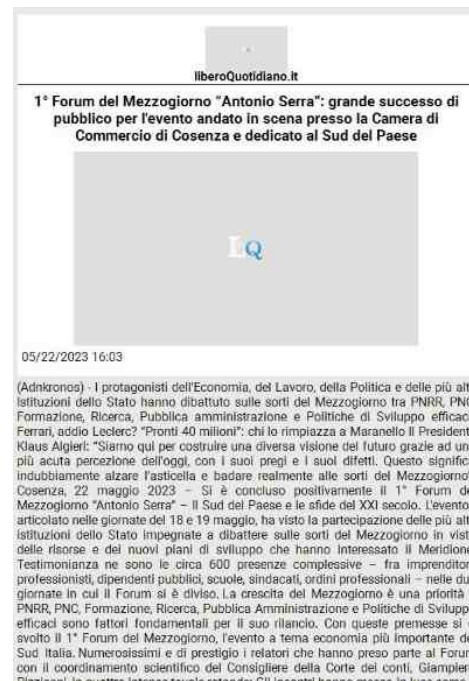 liberoQuotidiano.it
1° Forum del Mezzogiorno "Antonio Serra": grande successo di
pubblico per l'evento andato in scena presso la Camera di
Commercio di Cosenza e dedicato al Sud del Paese
LQ
05/22/2023 16:03
(Adnkronos) - I protagonisti dell'Economia, del Lavoro, della Politica e delle più alt
Istituzioni dello Stato hanno dibattuto sulle sorti del Mezzogiorno tra PNRR, PNC
Formazione, Ricerca, Pubblica amministrazione e Politiche di Sviluppo efficac
Ferrari, addio Leclerc? "Pronti 40 milioni": chi lo rimpiazza a Maranello Il President
Klaus Algieri: "Siamo qui per costruire una diversa visione del futuro grazie ad un
più acuta percezione dell'oggi, con i suoi pregi e i suoi difetti. Questo signific
indubbiamente alzare l'asticella e badare realmente alle sorti del Mezzogiorno"
Cosenza, 22 maggio 2023 – Si è concluso positivamente il 1° Forum de
Mezzogiorno "Antonio Serra" – Il Sud del Paese e le sfide del XXI secolo. L'evento
articolato nelle giornate del 18 e 19 maggio, ha visto la partecipazione delle più alt
istituzioni dello Stato impegnate a dibattere sulle sorti del Mezzogiorno in vist
delle risorse e dei nuovi piani di sviluppo che hanno interessato il Meridione
Testimonianza ne sono le circa 600 presenze complessive – fra imprenditor
professionisti, dipendenti pubblici, scuole, sindacati, ordini professionali – nelle du
giornate in cui il Forum si è diviso. La crescita del Mezzogiorno è una priorità
PNRR, PNC, Formazione, Ricerca, Pubblica Amministrazione e Politiche di Svilupp
efficaci sono fattori fondamentali per il suo rilancio. Con queste premesse si
svolto il 1° Forum del Mezzogiorno, l'evento a tema economia più importante de
Sud Italia. Numerosissimi e di prestigio i relatori che hanno preso parte al Forun
con il coordinamento scientifico del Consigliere della Corte dei conti, Giampier